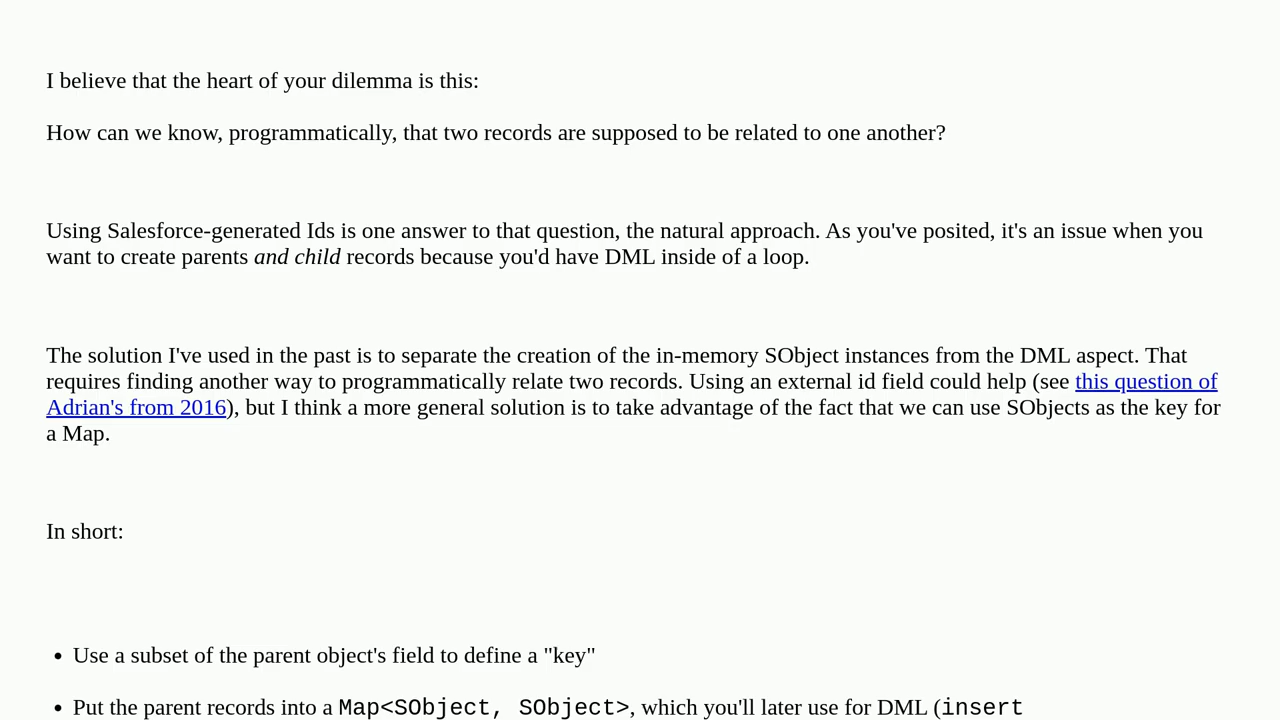 I believe that the heart of your dilemma is this:
How can we know, programmatically, that two records are supposed to be related to one another?
Using Salesforce-generated Ids is one answer to that question, the natural approach. As you've posited, it's an issue when you
want to create parents and child records because you'd have DML inside of a loop.
The solution I've used in the past is to separate the creation of the in-memory SObject instances from the DML aspect. That
requires finding another way to programmatically relate two records. Using an external id field could help (see this question of
Adrian's from 2016), but I think a more general solution is to take advantage of the fact that we can use SObjects as the key for
a Map.
In short:
• Use a subset of the parent object's field to define a "key"
• Put the parent records into a Map<SObject, SObject>, which you'll later use for DML (insert